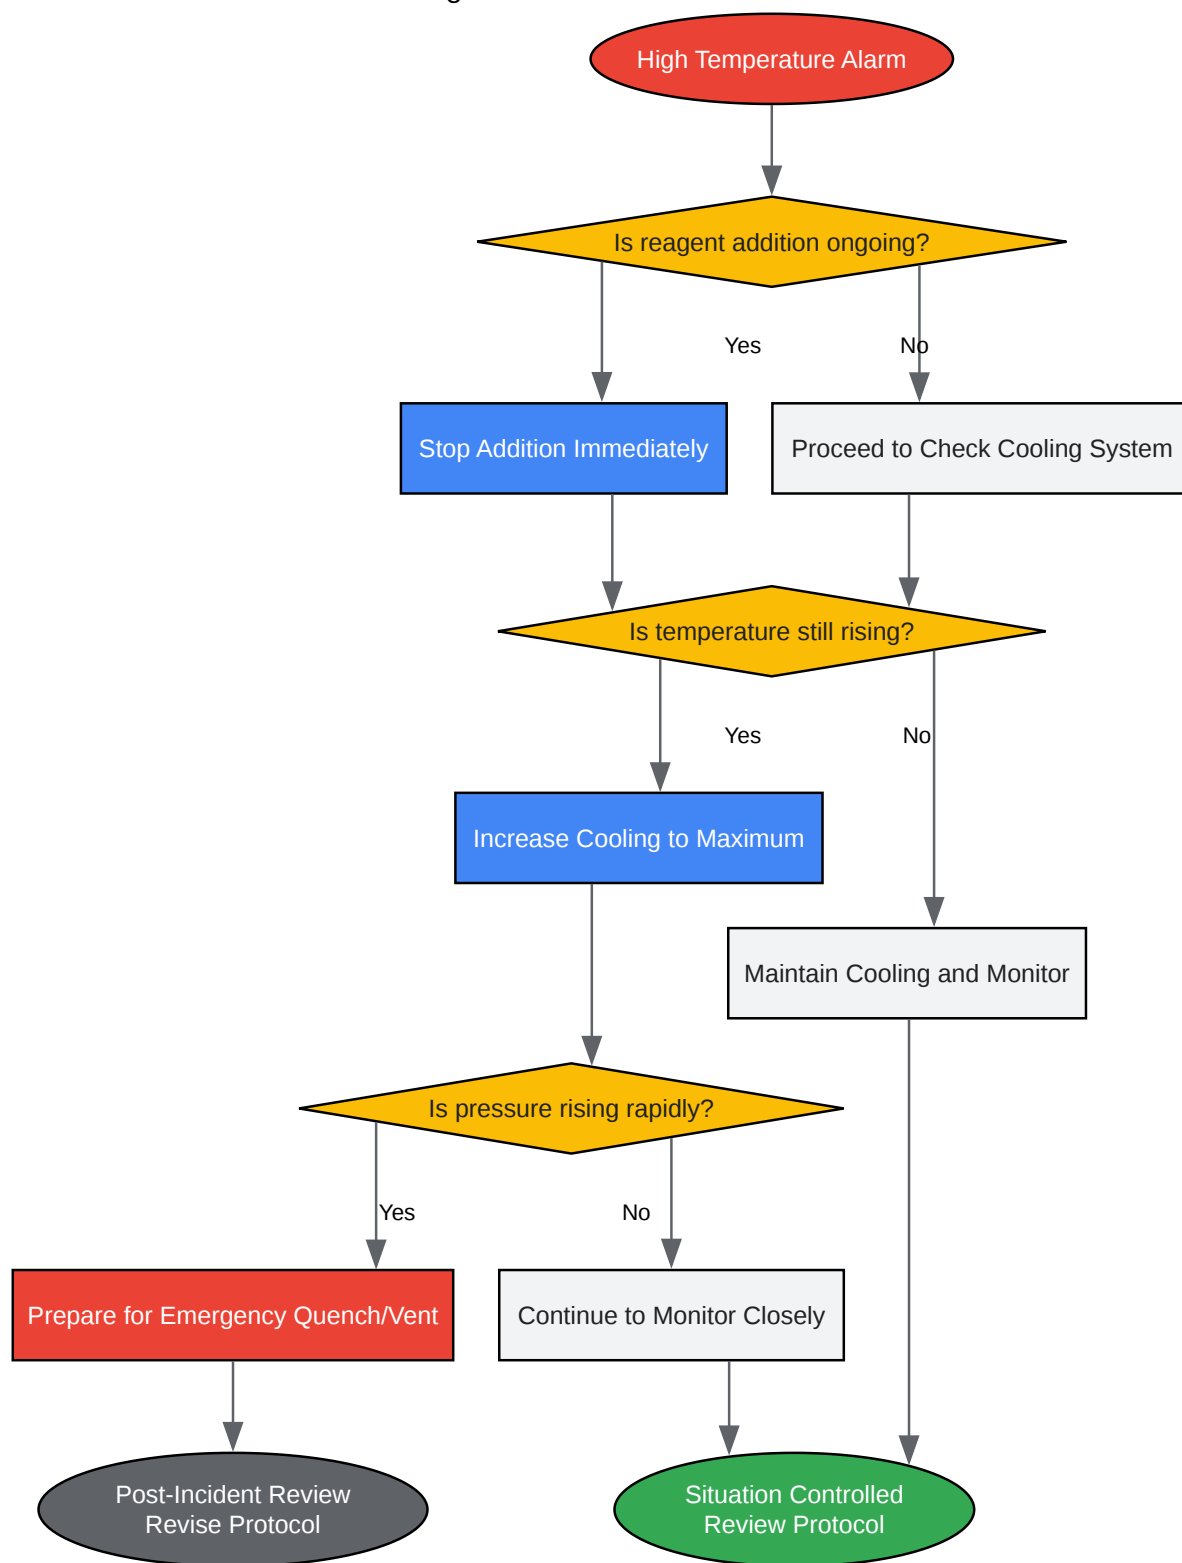 High Temperature Alarm
Is reagent addition ongoing?
Yes
No
Stop Addition Immediately
Proceed to Check Cooling System
Is temperature still rising?
Yes
No
Increase Cooling to Maximum
Maintain Cooling and Monitor
Is pressure rising rapidly?
Yes
No
Prepare for Emergency Quench/Vent
Continue to Monitor Closely
Post-Incident Review
Revise Protocol
Situation Controlled
Review Protocol